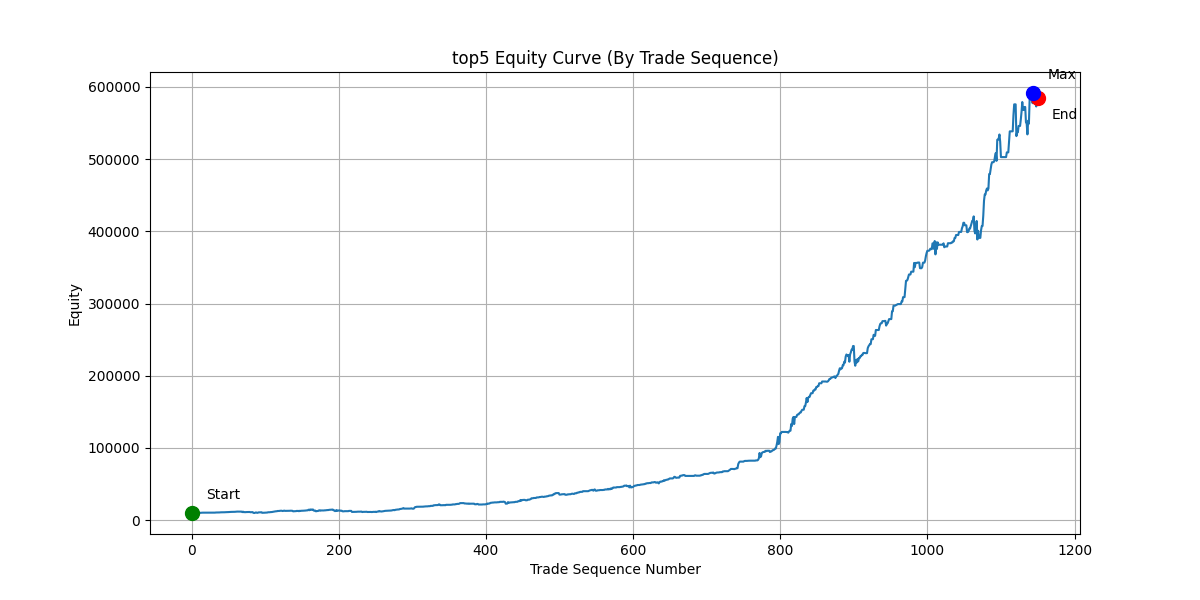 top5 Equity Curve (By Trade Sequence)
Max
End
Start
Equity
600000
500000
400000
300000
200000
100000
0
0 200 400 600 800 1000 1200
Trade Sequence Number